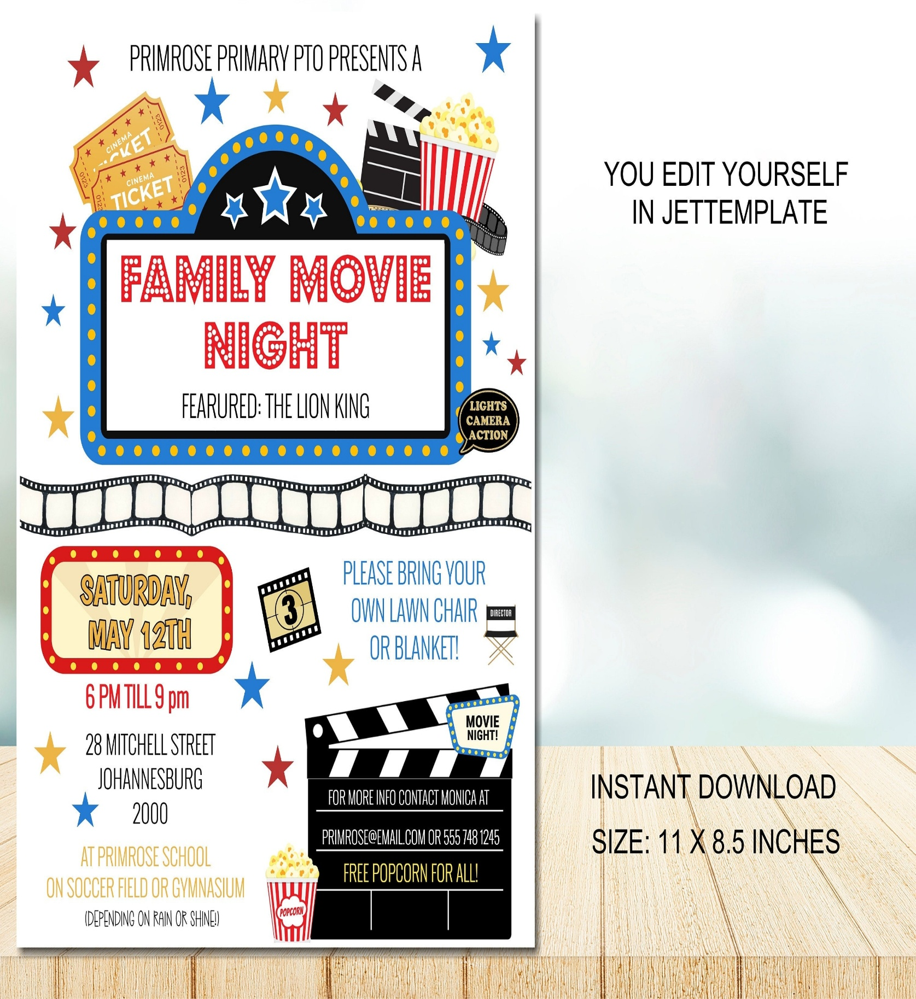 PRIMROSE PRIMARY PTO PRESENTS A
CINEMA
TICKET
0123
0123
CINEMA
TICKET
0123
0123
FAMILY MOVIE
NIGHT
FEARURED: THE LION KING
LIGHTS
CAMERA
ACTION
SATURDAY,
MAY 12TH
6 PM TILL 9 pm
28 MITCHELL STREET
JOHANNESBURG
2000
AT PRIMROSE SCHOOL
ON SOCCER FIELD OR GYMNASIUM
(DEPENDING ON RAIN OR SHINE!)
3
PLEASE BRING YOUR
OWN LAWN CHAIR
OR BLANKET!
DIRECTOR
MOVIE
NIGHT!
FOR MORE INFO CONTACT MONICA AT
PRIMROSE@EMAIL.COM OR 555 748 1245
FREE POPCORN FOR ALL!
POPCORN
YOU EDIT YOURSELF
IN JETTEMPLATE
INSTANT DOWNLOAD
SIZE: 11 X 8.5 INCHES